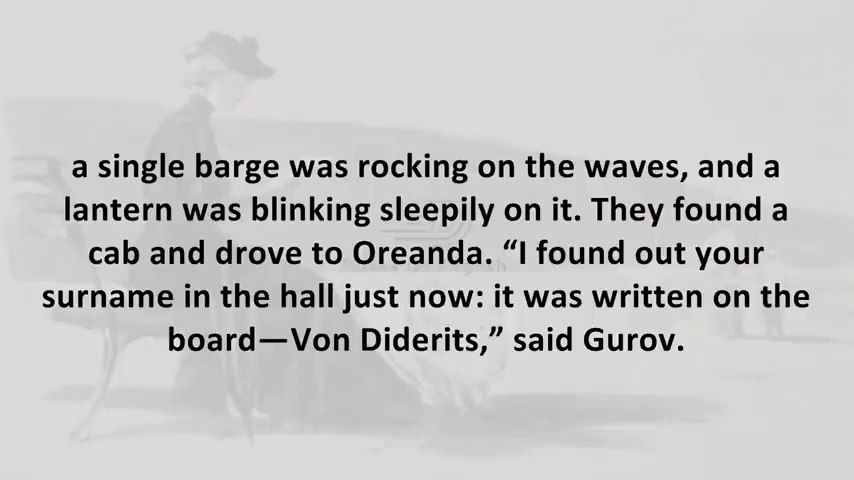 a single barge was rocking on the waves, and a
lantern was blinking sleepily on it. They found a
cab and drove to Oreanda. “I found out your
surname in the hall just now: it was written on the
board—Von Diderits,” said Gurov.